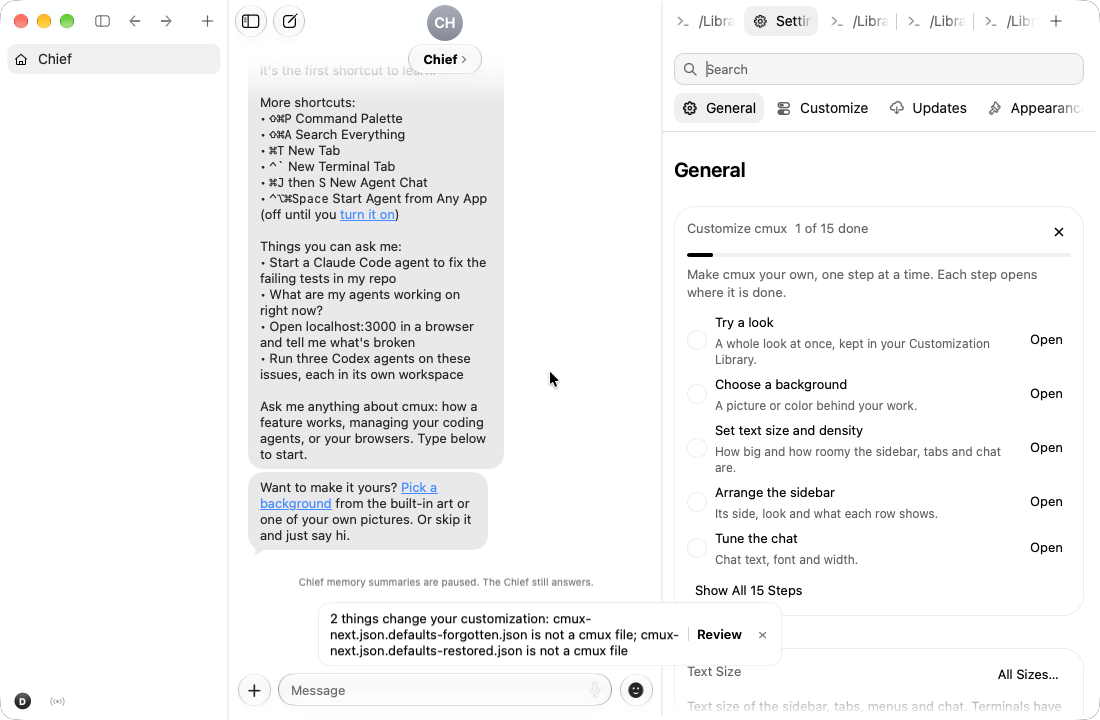 Chief
CH
Chief
it's the first shortcut to learn.
More shortcuts:
• ⇧⌘P Command Palette
• ⇧⌘A Search Everything
• ⌘T New Tab
• ^` New Terminal Tab
• ⌘J then S New Agent Chat
• ^⌥⌘Space Start Agent from Any App
(off until you turn it on)
Things you can ask me:
• Start a Claude Code agent to fix the
failing tests in my repo
• What are my agents working on
right now?
• Open localhost:3000 in a browser
and tell me what's broken
• Run three Codex agents on these
issues, each in its own workspace
Ask me anything about cmux: how a
feature works, managing your coding
agents, or your browsers. Type below
to start.
Want to make it yours? Pick a
background from the built-in art or
one of your own pictures. Or skip it
and just say hi.
Chief memory summaries are paused. The Chief still answers.
2 things change your customization: cmux-
next.json.defaults-forgotten.json is not a cmux file; cmux-
next.json.defaults-restored.json is not a cmux file
Review
Message
D
/Libra
Settin
/Libra
/Libra
/Libr
Search
General
Customize
Updates
Appearanc
General
Customize cmux 1 of 15 done
Make cmux your own, one step at a time. Each step opens
where it is done.
Try a look
A whole look at once, kept in your Customization
Library.
Open
Choose a background
A picture or color behind your work.
Open
Set text size and density
How big and how roomy the sidebar, tabs and chat
are.
Open
Arrange the sidebar
Its side, look and what each row shows.
Open
Tune the chat
Chat text, font and width.
Open
Show All 15 Steps
Text Size
All Sizes...
Text size of the sidebar, tabs, menus and chat. Terminals have